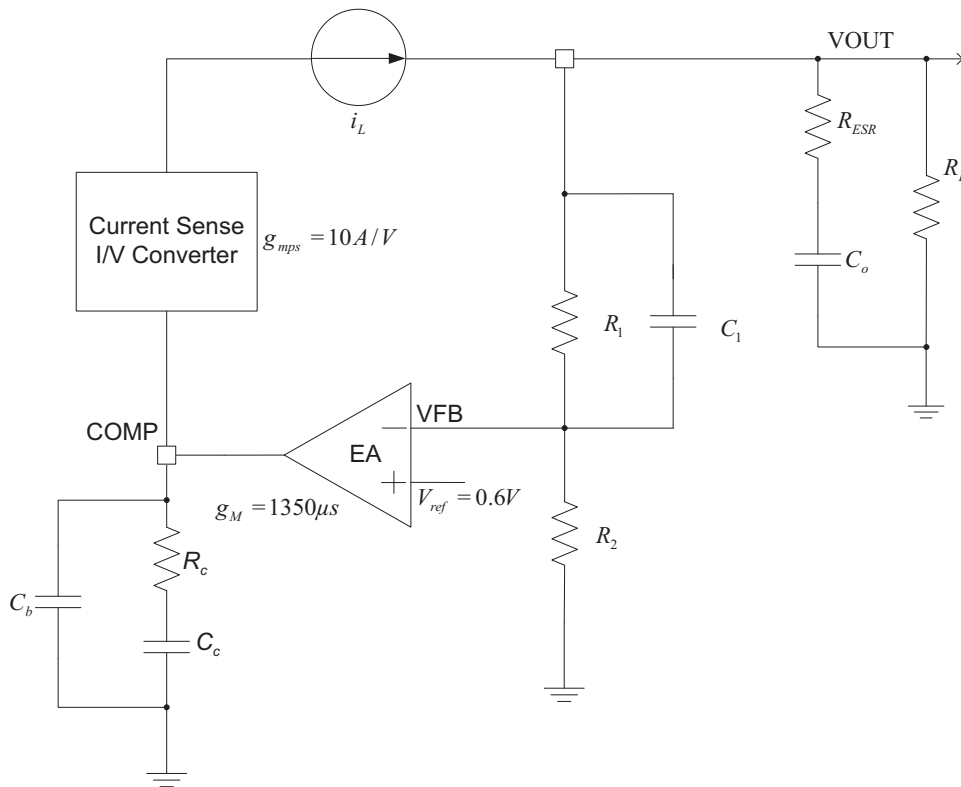 VOUT
i_L
R_ESR
Current Sense
I/V Converter
g_mps = 10A/V
C_o
R_1
C_1
COMP
VFB
EA
g_M = 1350μs
V_ref = 0.6V
R_2
R_c
C_b
C_c